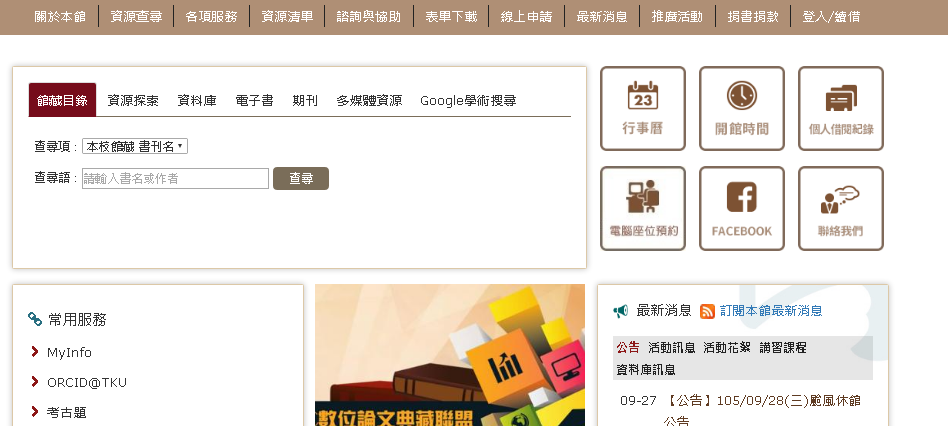 關於本館 資源查尋 各項服務 資源清單 諮詢與協助 表單下載 線上申請 最新消息 推廣活動 捐書捐款 登入/續借
館藏目錄 資源探索 資料庫 電子書 期刊 多媒體資源 Google學術搜尋
查尋項: 本校館藏 書刊名
查尋語: 請輸入書名或作者 查尋
23
行事曆 開館時間 個人借閱紀錄
電腦座位預約 FACEBOOK 聯絡我們
常用服務
MyInfo
ORCID@TKU
考古題
數位論文典藏聯盟
最新消息 訂閱本館最新消息
公告 活動訊息 活動花絮 講習課程
資料庫訊息
09-27 【公告】105/09/28(三)颱風休館
公告